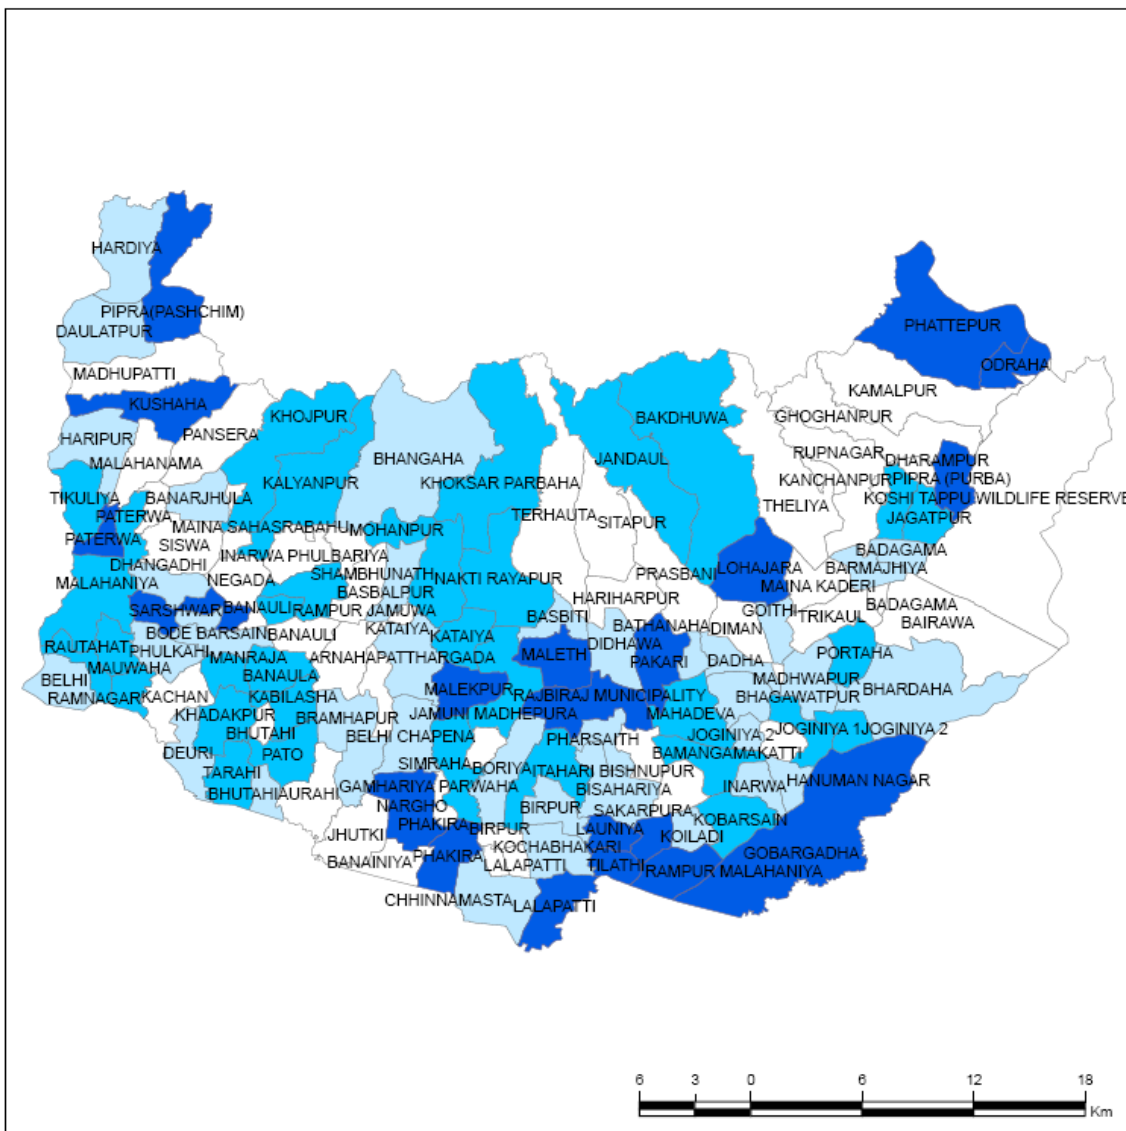 HARDIYA
PIPRA(PASHCHIM)
DAULATPUR
PHATTEPUR
ODRAHA
MADHUPATTI
KAMALPUR
KUSHAHA
KHOJPUR
BAKDHUWA
GHOGHANPUR
HARIPUR
PANSERA
RUPNAGAR
DHARAMPUR
MALAHANAMA
BHANGAHA
JANDAUL
KALYANPUR
KHOKSAR PARBAHA
KANCHANPUR
PIPRA (PURBA)
TIKULIYA
BANARJHULA
KOSHI TAPPU WILDLIFE RESERVE
THELIYA
PATERWA
TERHAUTA
SITAPUR
JAGATPUR
MAINA SAHASRABAHU
MOHANPUR
PATERWA
SISWA
INARWA
PHULBARIYA
BADAGAMA
DHANGADHI
PRASBANI
LOHAJARA
BARMAJHIYA
MALAHANIYA
NEGADA
SHAMBHUNATH
NAKTI RAYAPUR
MAINA KADERI
BASBALPUR
HARIHARPUR
SARSHWAR
BANAULI
RAMPUR
JAMUWA
BASBITI
GOITHI
TRIKAUL
BADAGAMA
BAIRAWA
BODE BARSAIN
BANAULI
KATAIYA
KATAIYA
BATHANAHA
DIMAN
RAUTAHAT
PHULKAHI
MANRAJA
ARNAHA
PATTHARGADA
MALETH
DIDHAWA
PAKARI
DADHA
PORTAHA
MAUWAHA
BANAULA
BELHI
MADHWAPUR
RAMNAGAR
KACHAN
KABILASHA
MALEKPUR
RAJBIRAJ MUNICIPALITY
BHAGAWATPUR
BHARDAHA
KHADAKPUR
BRAMHAPUR
JAMUNI
MADHEPURA
MAHADEVA
BHUTAHI
BELHI
CHAPENA
PHARSAITH
JOGINIYA 2
JOGINIYA 1
JOGINIYA 2
DEURI
PATO
BAMANGAMAKATTI
TARAHI
SIMRAHA
BORIYA
ITAHARI
BISHNUPUR
BHUTAHI
AURAHI
GAMHARIYA
PARWAHA
BISAHARIYA
INARWA
HANUMAN NAGAR
NARGHO
BIRPUR
SAKARPURA
PHAKIRA
BIRPUR
LAUNIYA
KOBARSAIN
JHUTKI
KOILADI
KOCHABHAKARI
BANAINIYA
PHAKIRA
LALAPATTI
TILATHI
GOBARGADHA
RAMPUR MALAHANIYA
CHHINNAMASTA
LALAPATTI
6 3 0 6 12 18
Km